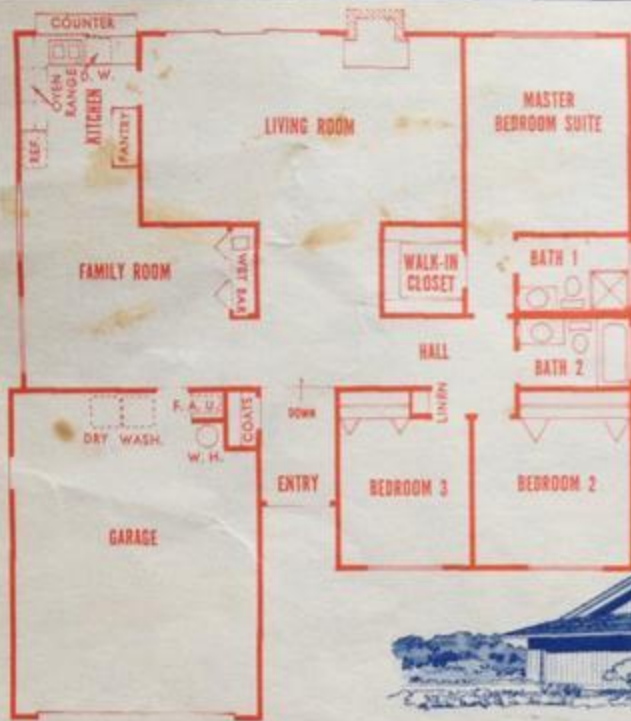 COUNTER
OVEN
RANGE
D. W.
KITCHEN
REF.
PANTRY
LIVING ROOM
MASTER
BEDROOM SUITE
FAMILY ROOM
WET BAR
WALK-IN
CLOSET
BATH 1
HALL
BATH 2
LINEN
DRY
WASH.
F. A. U.
W. H.
COATS
DOWN
ENTRY
BEDROOM 3
BEDROOM 2
GARAGE